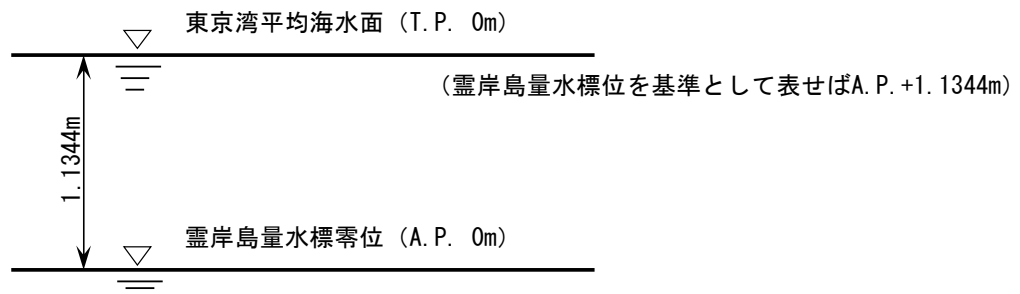 東京湾平均海水面（T.P. 0m）
（霊岸島量水標位を基準として表せばA.P.+1.1344m）
1.1344m
霊岸島量水標零位（A.P. 0m）